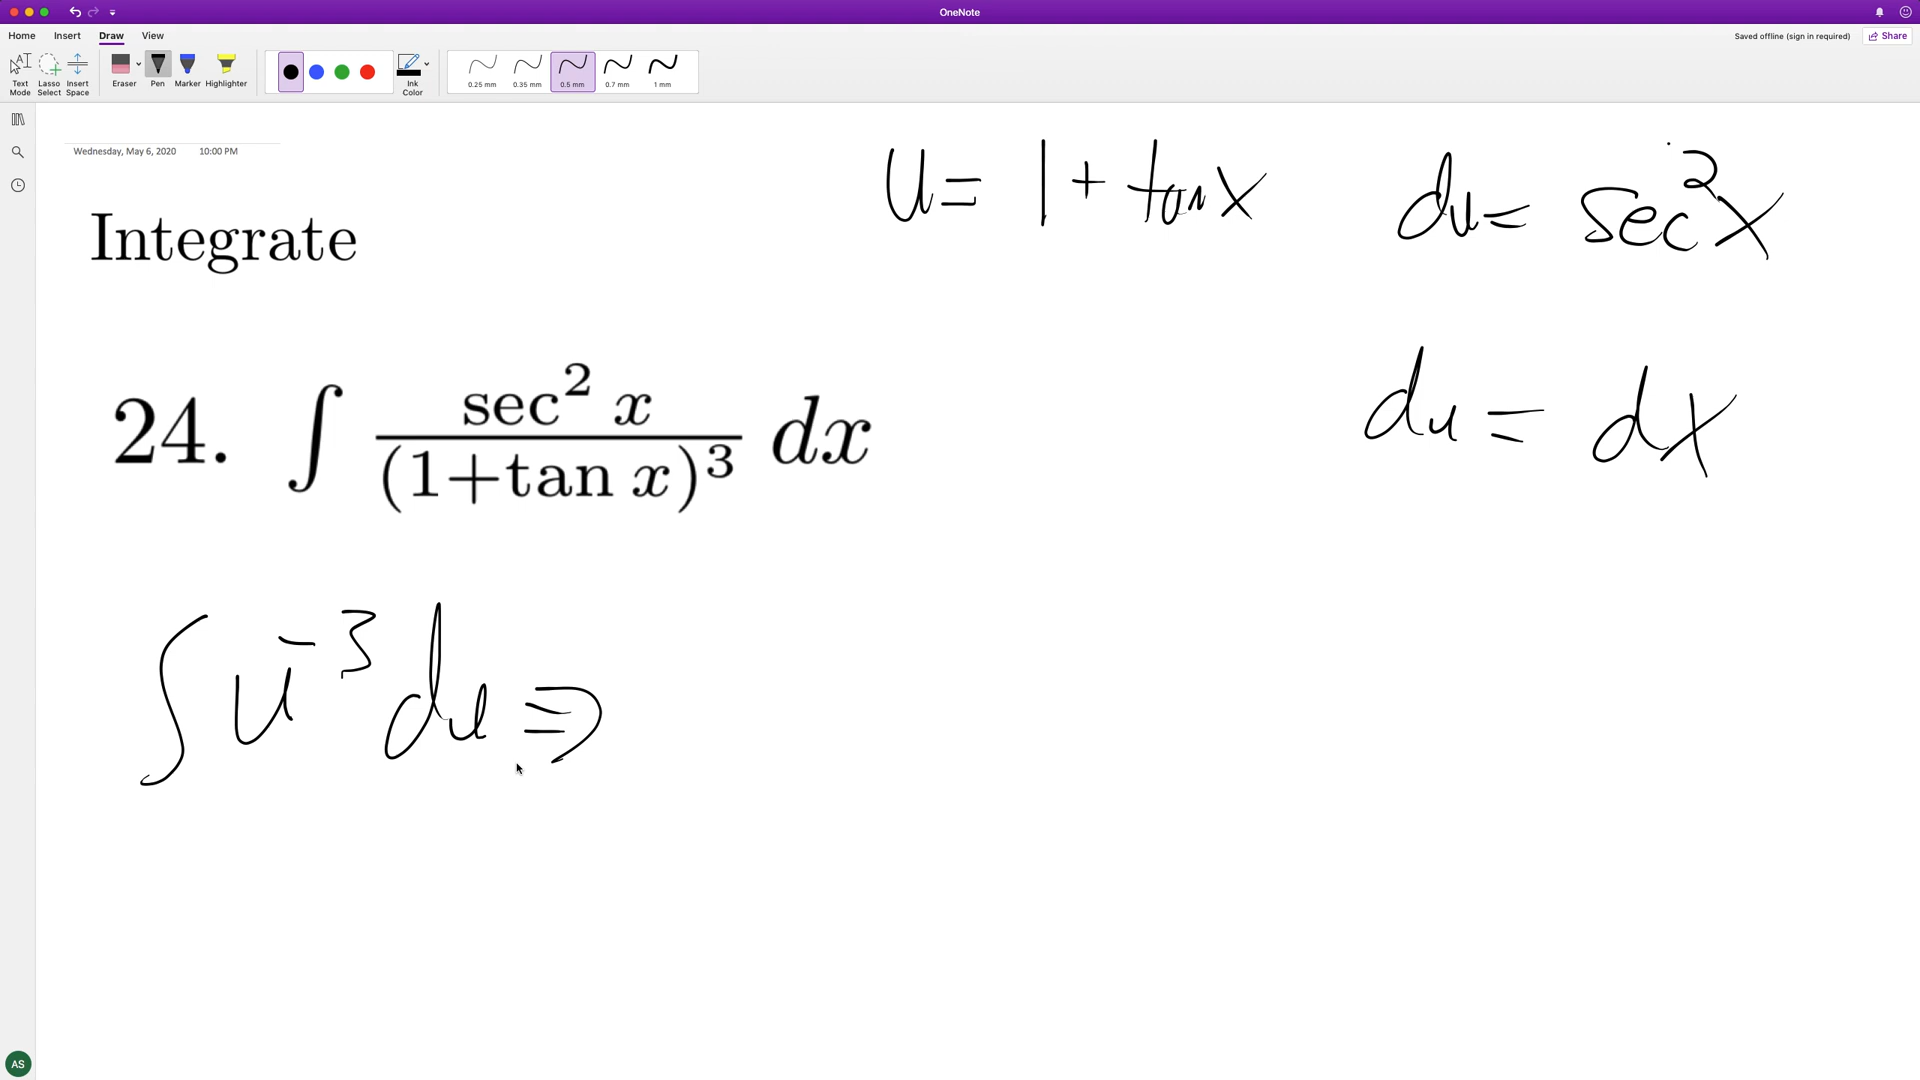 OneNote
Home Insert Draw View
Saved offline (sign in required) Share
Text Mode Lasso Select Insert Space Eraser Pen Marker Highlighter Ink Color 0.25 mm 0.35 mm 0.5 mm 0.7 mm 1 mm
Wednesday, May 6, 2020 10:00 PM
u = 1 + tan x du = sec² x
Integrate
24. ∫ sec² x / (1+tan x)³ dx
du = dx
∫ u⁻³ du ⇒
AS